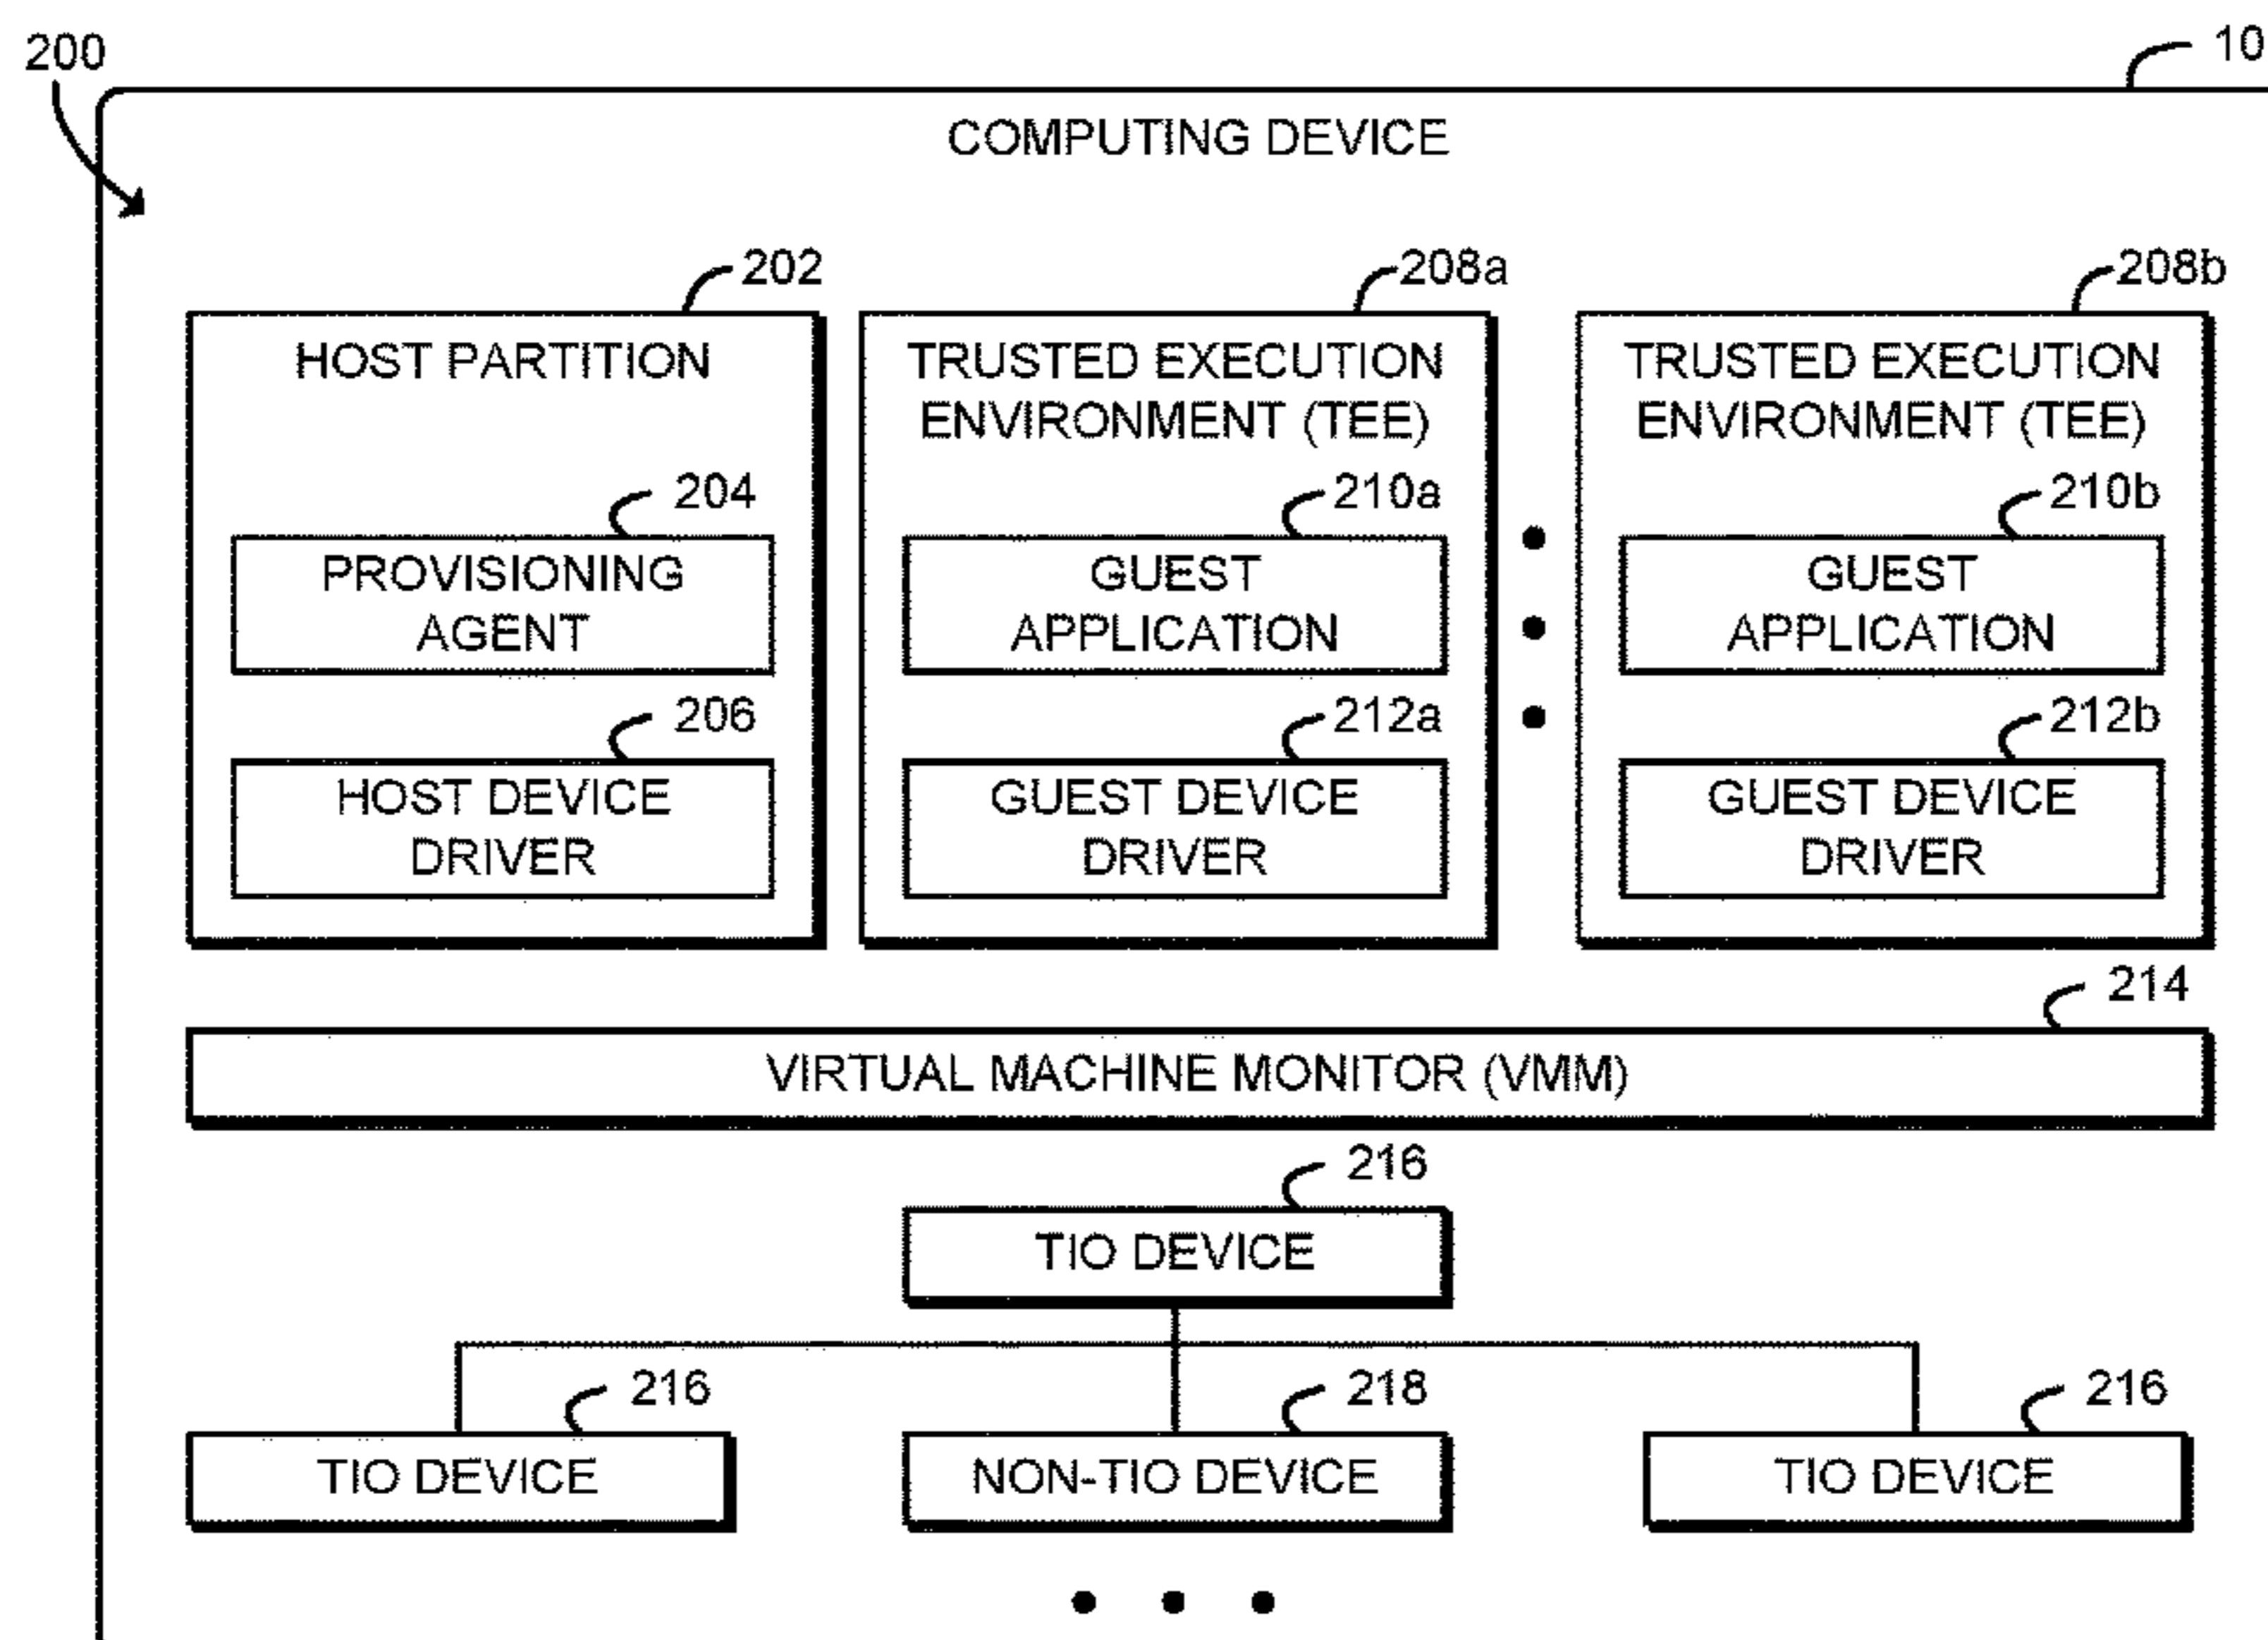 200
10
COMPUTING DEVICE
202
208a
208b
HOST PARTITION
TRUSTED EXECUTION
ENVIRONMENT (TEE)
TRUSTED EXECUTION
ENVIRONMENT (TEE)
204
210a
210b
PROVISIONING
AGENT
GUEST
APPLICATION
GUEST
APPLICATION
206
212a
212b
HOST DEVICE
DRIVER
GUEST DEVICE
DRIVER
GUEST DEVICE
DRIVER
214
VIRTUAL MACHINE MONITOR (VMM)
216
TIO DEVICE
216
218
216
TIO DEVICE
NON-TIO DEVICE
TIO DEVICE